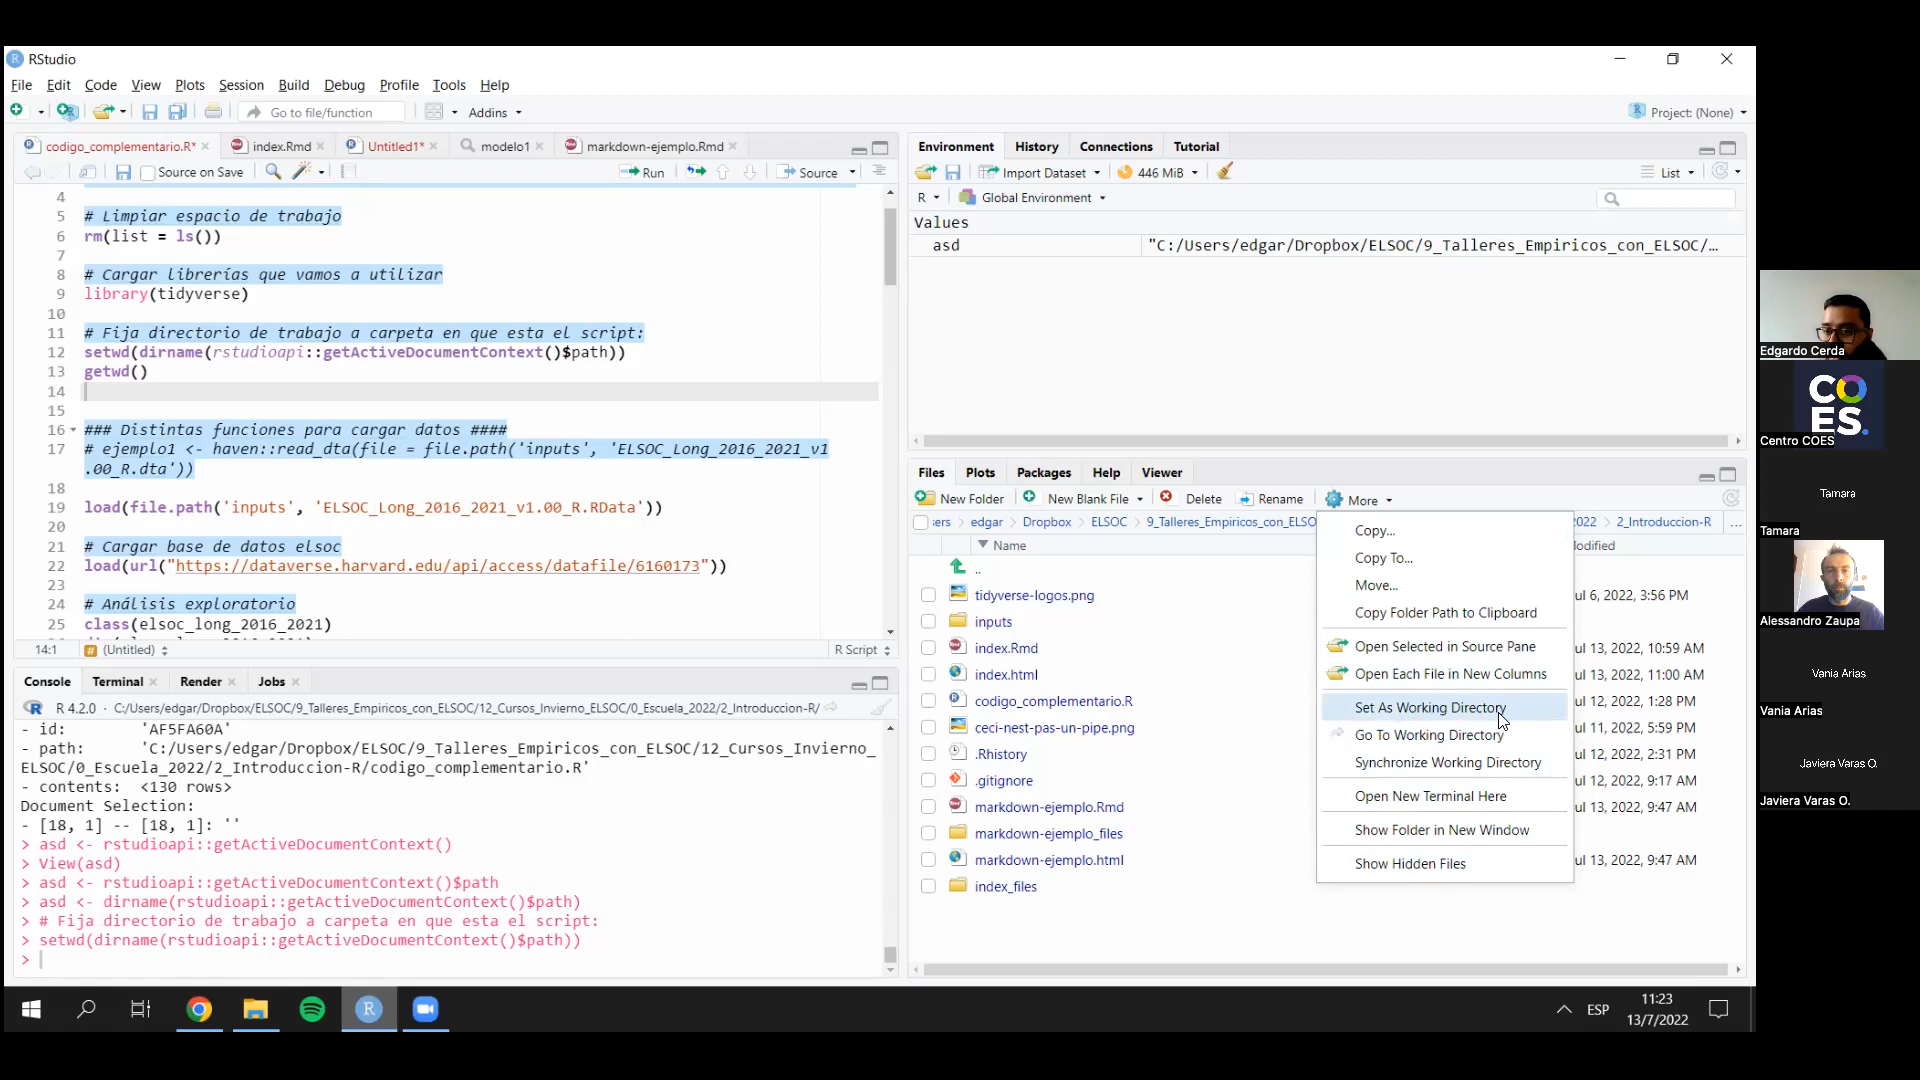 RStudio
File Edit Code View Plots Session Build Debug Profile Tools Help
Go to file/function Addins Project: (None)
codigo_complementario.R* index.Rmd Untitled1* modelo1 markdown-ejemplo.Rmd
Source on Save Run Source
4
5 # Limpiar espacio de trabajo
6 rm(list = ls())
7
8 # Cargar librerías que vamos a utilizar
9 library(tidyverse)
10
11 # Fija directorio de trabajo a carpeta en que esta el script:
12 setwd(dirname(rstudioapi::getActiveDocumentContext()$path))
13 getwd()
14
15
16 ### Distintas funciones para cargar datos ####
17 # ejemplo1 <- haven::read_dta(file = file.path('inputs', 'ELSOC_Long_2016_2021_v1
.00_R.dta'))
18
19 load(file.path('inputs', 'ELSOC_Long_2016_2021_v1.00_R.RData'))
20
21 # Cargar base de datos elsoc
22 load(url("https://dataverse.harvard.edu/api/access/datafile/6160173"))
23
24 # Análisis exploratorio
25 class(elsoc_long_2016_2021)
14:1 (Untitled) R Script
Console Terminal Render Jobs
R 4.2.0 · C:/Users/edgar/Dropbox/ELSOC/9_Talleres_Empiricos_con_ELSOC/12_Cursos_Invierno_ELSOC/0_Escuela_2022/2_Introduccion-R/
- id: 'AF5FA60A'
- path: 'C:/Users/edgar/Dropbox/ELSOC/9_Talleres_Empiricos_con_ELSOC/12_Cursos_Invierno_
ELSOC/0_Escuela_2022/2_Introduccion-R/codigo_complementario.R'
- contents: <130 rows>
Document Selection:
- [18, 1] -- [18, 1]: ''
> asd <- rstudioapi::getActiveDocumentContext()
> View(asd)
> asd <- rstudioapi::getActiveDocumentContext()$path
> asd <- dirname(rstudioapi::getActiveDocumentContext()$path)
> # Fija directorio de trabajo a carpeta en que esta el script:
> setwd(dirname(rstudioapi::getActiveDocumentContext()$path))
>
Environment History Connections Tutorial
Import Dataset 446 MiB List
R Global Environment
Values
asd "C:/Users/edgar/Dropbox/ELSOC/9_Talleres_Empiricos_con_ELSOC/…
Files Plots Packages Help Viewer
New Folder New Blank File Delete Rename More
ers edgar Dropbox ELSOC 9_Talleres_Empiricos_con_ELSO 2022 2_Introduccion-R ...
Name Modified
..
tidyverse-logos.png ul 6, 2022, 3:56 PM
inputs
index.Rmd ul 13, 2022, 10:59 AM
index.html ul 13, 2022, 11:00 AM
codigo_complementario.R ul 12, 2022, 1:28 PM
ceci-nest-pas-un-pipe.png ul 11, 2022, 5:59 PM
.Rhistory ul 12, 2022, 2:31 PM
.gitignore ul 12, 2022, 9:17 AM
markdown-ejemplo.Rmd ul 13, 2022, 9:47 AM
markdown-ejemplo_files
markdown-ejemplo.html ul 13, 2022, 9:47 AM
index_files
Copy...
Copy To...
Move...
Copy Folder Path to Clipboard
Open Selected in Source Pane
Open Each File in New Columns
Set As Working Directory
Go To Working Directory
Synchronize Working Directory
Open New Terminal Here
Show Folder in New Window
Show Hidden Files
Edgardo Cerda
COES.
Centro COES
Tamara
Tamara
Alessandro Zaupa
Vania Arias
Vania Arias
Javiera Varas O.
Javiera Varas O.
ESP
11:23
13/7/2022